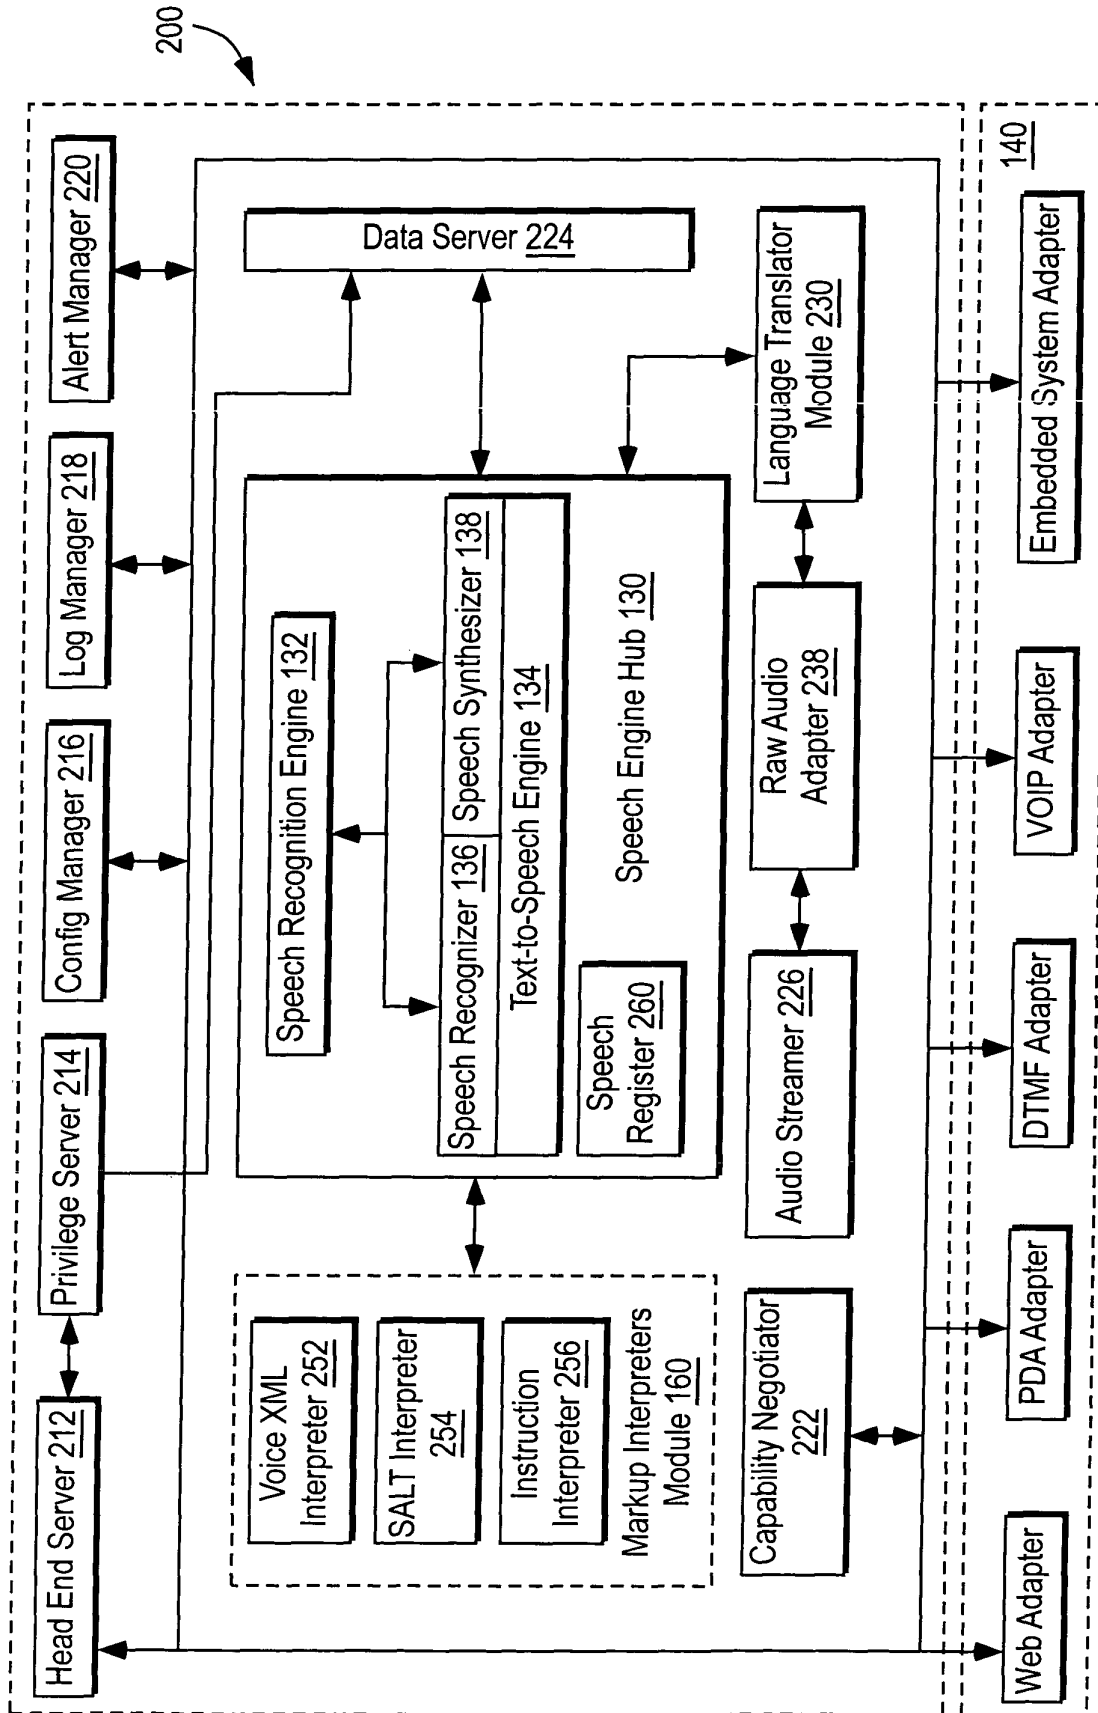 200
Head End Server 212
Privilege Server 214
Config Manager 216
Log Manager 218
Alert Manager 220
Voice XML
Interpreter 252
SALT Interpreter
254
Instruction
Interpreter 256
Markup Interpreters
Module 160
Speech Recognition Engine 132
Speech Recognizer 136
Speech Synthesizer 138
Text-to-Speech Engine 134
Speech
Register 260
Speech Engine Hub 130
Data Server 224
Capability Negotiator
222
Audio Streamer 226
Raw Audio
Adapter 238
Language Translator
Module 230
140
Web Adapter
PDA Adapter
DTMF Adapter
VOIP Adapter
Embedded System Adapter